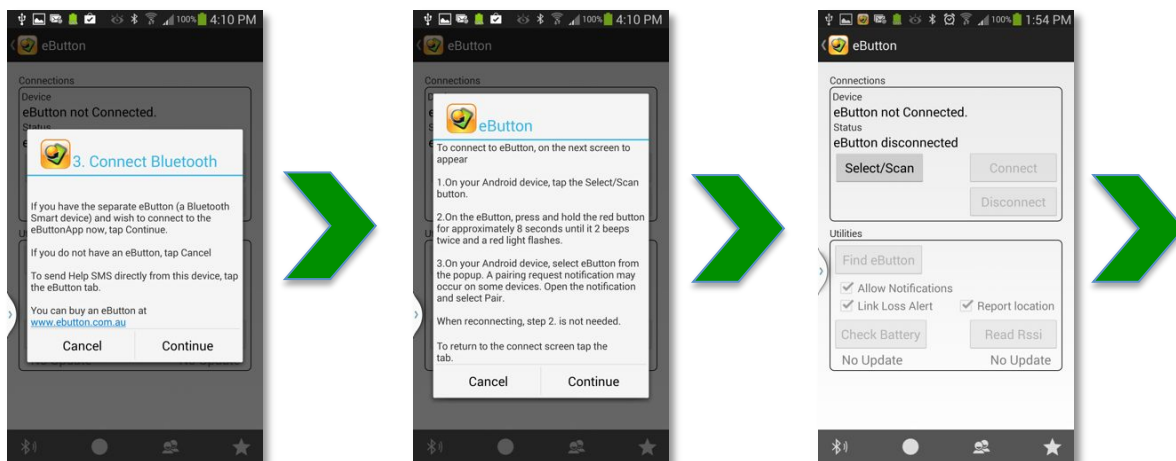 100% 4:10 PM
eButton
Connections
Device
eButton not Connected.
Status
3. Connect Bluetooth
If you have the separate eButton (a Bluetooth
Smart device) and wish to connect to the
eButtonApp now, tap Continue.
If you do not have an eButton, tap Cancel
To send Help SMS directly from this device, tap
the eButton tab.
You can buy an eButton at
www.ebutton.com.au
Cancel Continue
No Update No Update
100% 4:10 PM
eButton
Connections
eButton
To connect to eButton, on the next screen to
appear
1.On your Android device, tap the Select/Scan
button.
2.On the eButton, press and hold the red button
for approximately 8 seconds until it 2 beeps
twice and a red light flashes.
3.On your Android device, select eButton from
the popup. A pairing request notification may
occur on some devices. Open the notification
and select Pair.
When reconnecting, step 2. is not needed.
To return to the connect screen tap the
tab.
Cancel Continue
100% 1:54 PM
eButton
Connections
Device
eButton not Connected.
Status
eButton disconnected
Select/Scan Connect
Disconnect
Utilities
Find eButton
Allow Notifications
Link Loss Alert Report location
Check Battery Read Rssi
No Update No Update